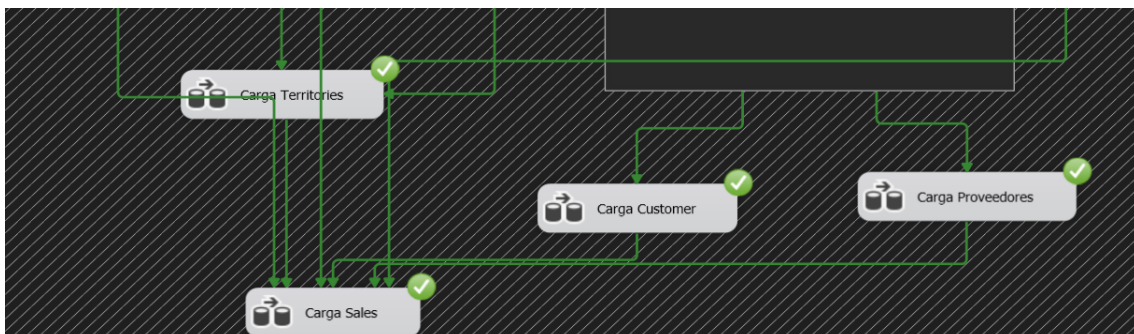 Carga Territories
Carga Customer
Carga Proveedores
Carga Sales